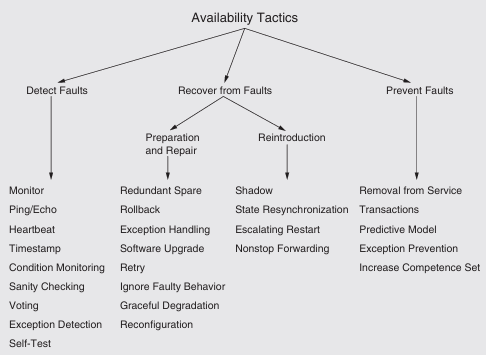 Availability Tactics
Detect Faults
Recover from Faults
Prevent Faults
Preparation
and Repair
Reintroduction
Monitor
Ping/Echo
Heartbeat
Timestamp
Condition Monitoring
Sanity Checking
Voting
Exception Detection
Self-Test
Redundant Spare
Rollback
Exception Handling
Software Upgrade
Retry
Ignore Faulty Behavior
Graceful Degradation
Reconfiguration
Shadow
State Resynchronization
Escalating Restart
Nonstop Forwarding
Removal from Service
Transactions
Predictive Model
Exception Prevention
Increase Competence Set